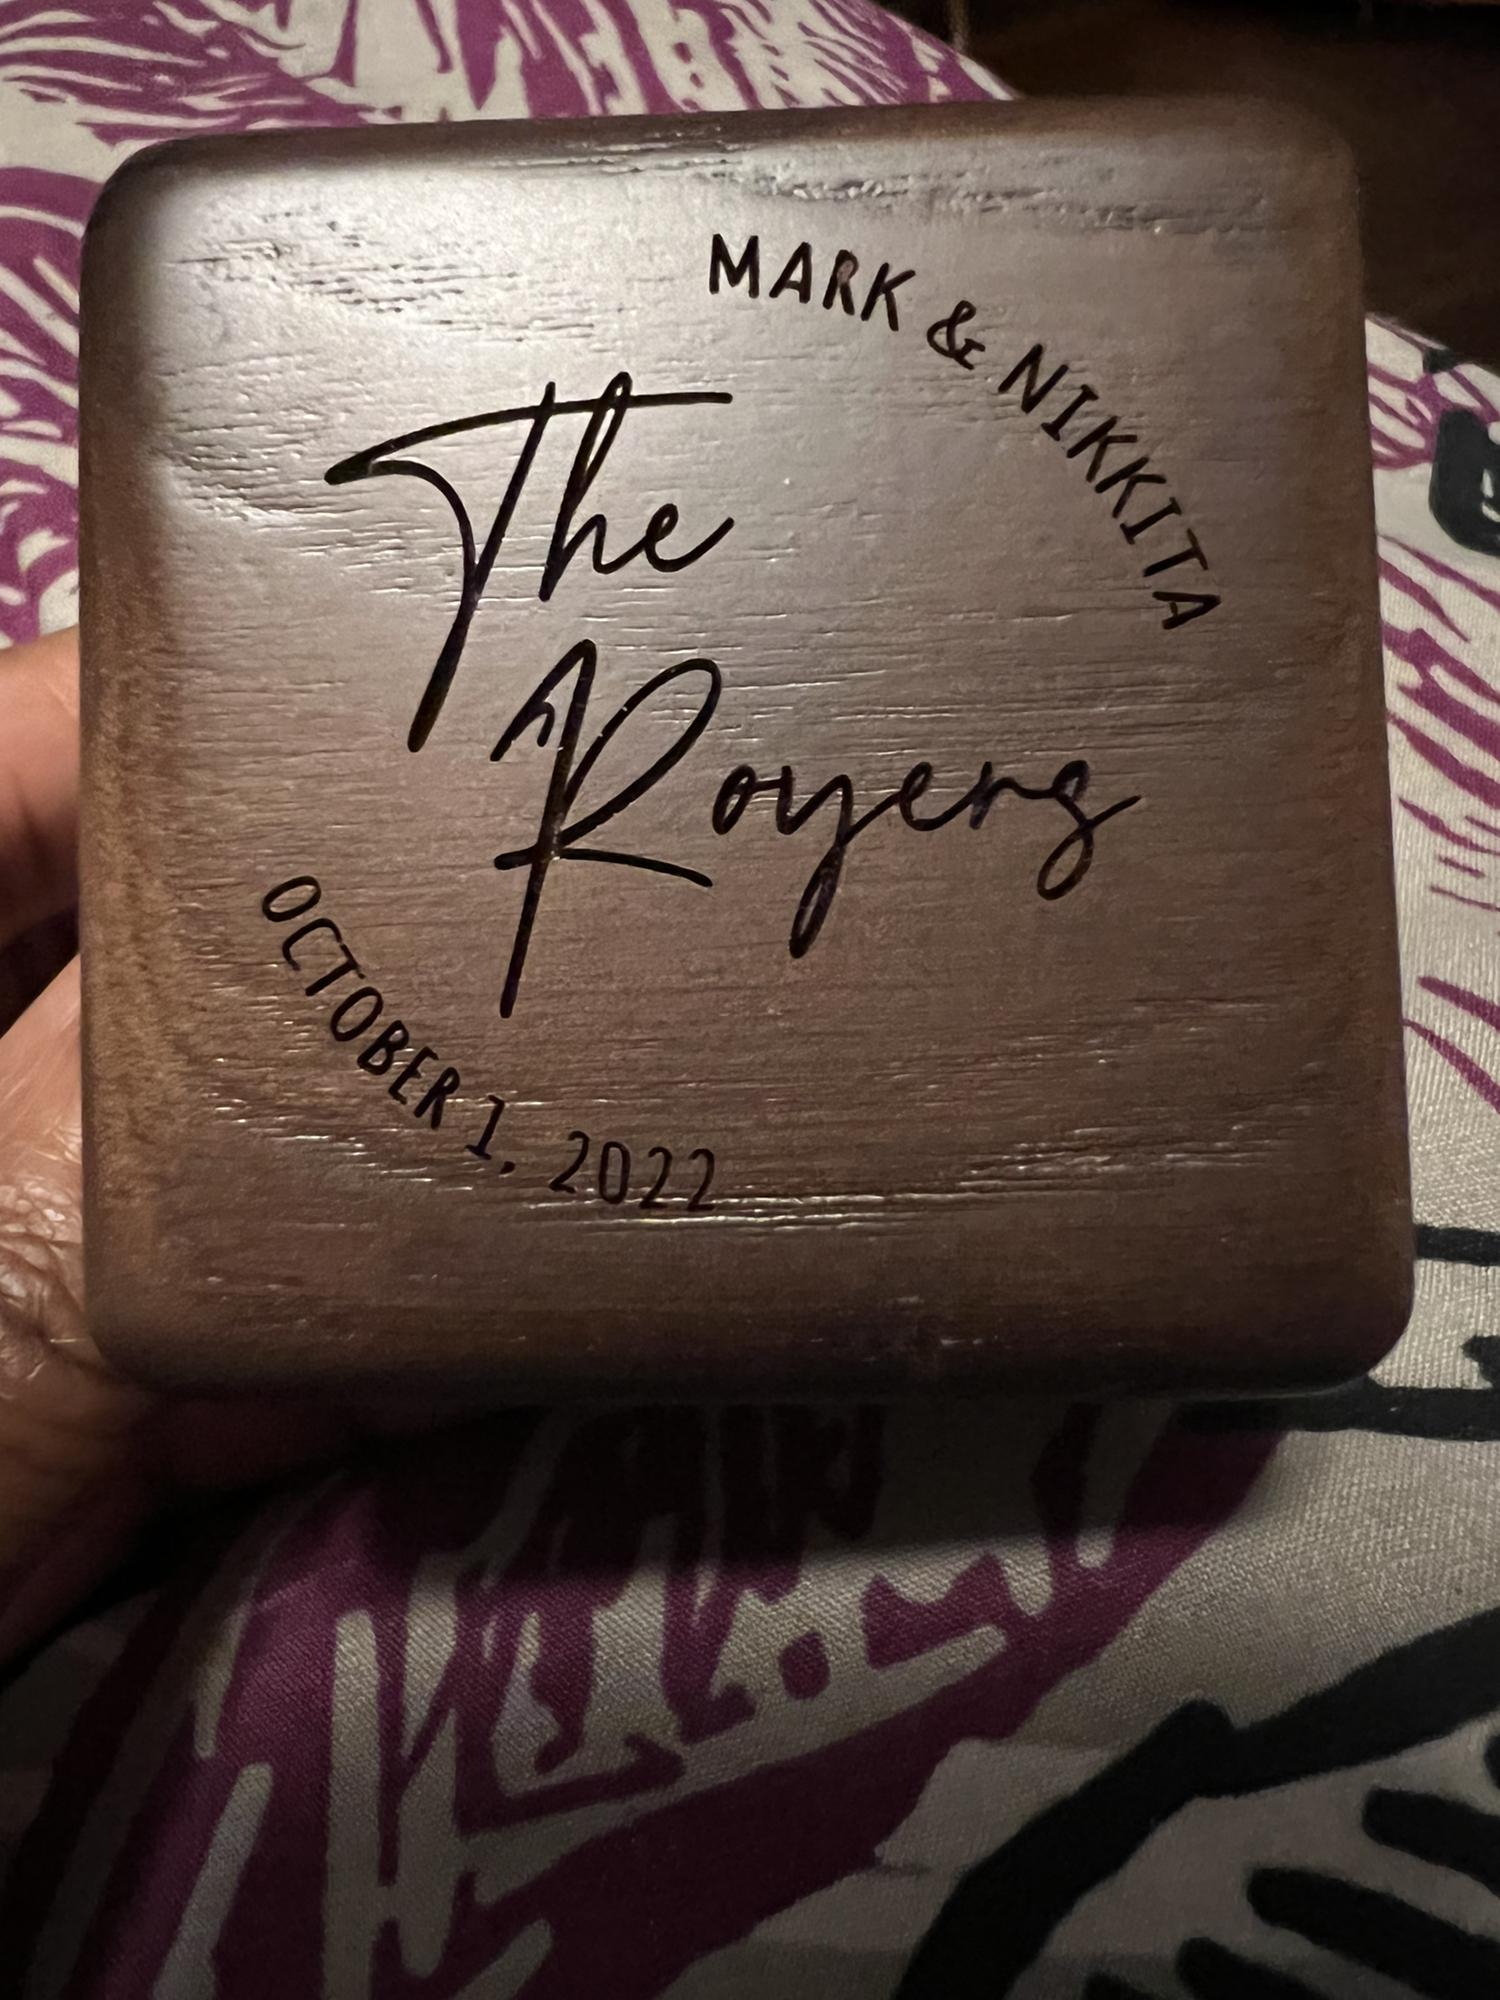 MARK & NIKKITA
The
Royers
OCTOBER 1, 2022